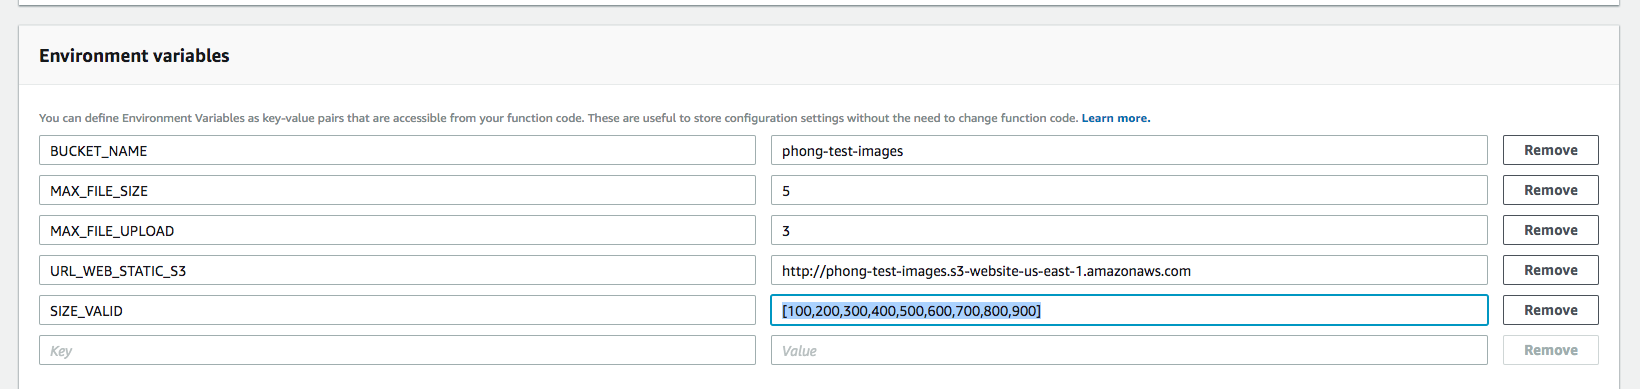 Environment variables
You can define Environment Variables as key-value pairs that are accessible from your function code. These are useful to store configuration settings without the need to change function code. Learn more.
BUCKET_NAME phong-test-images Remove
MAX_FILE_SIZE 5 Remove
MAX_FILE_UPLOAD 3 Remove
URL_WEB_STATIC_S3 http://phong-test-images.s3-website-us-east-1.amazonaws.com Remove
SIZE_VALID [100,200,300,400,500,600,700,800,900] Remove
Key Value Remove